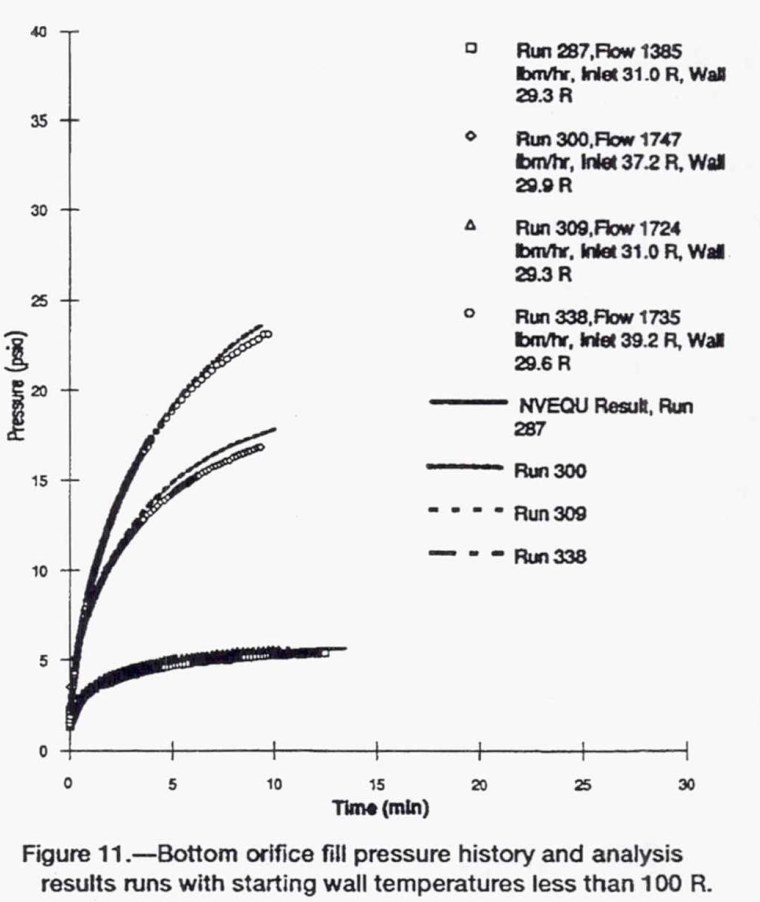 40
35
30
25
20
15
10
5
0
Pressure (psia)
0 5 10 15 20 25 30
Time (min)
Run 287,Flow 1385
lbm/hr, Inlet 31.0 R, Wall
29.3 R
Run 300,Flow 1747
lbm/hr, Inlet 37.2 R, Wall
29.9 R
Run 309,Flow 1724
lbm/hr, Inlet 31.0 R, Wall
29.3 R
Run 338,Flow 1735
lbm/hr, Inlet 39.2 R, Wall
29.6 R
NVEQU Result, Run
287
Run 300
Run 309
Run 338
Figure 11.—Bottom orifice fill pressure history and analysis
results runs with starting wall temperatures less than 100 R.